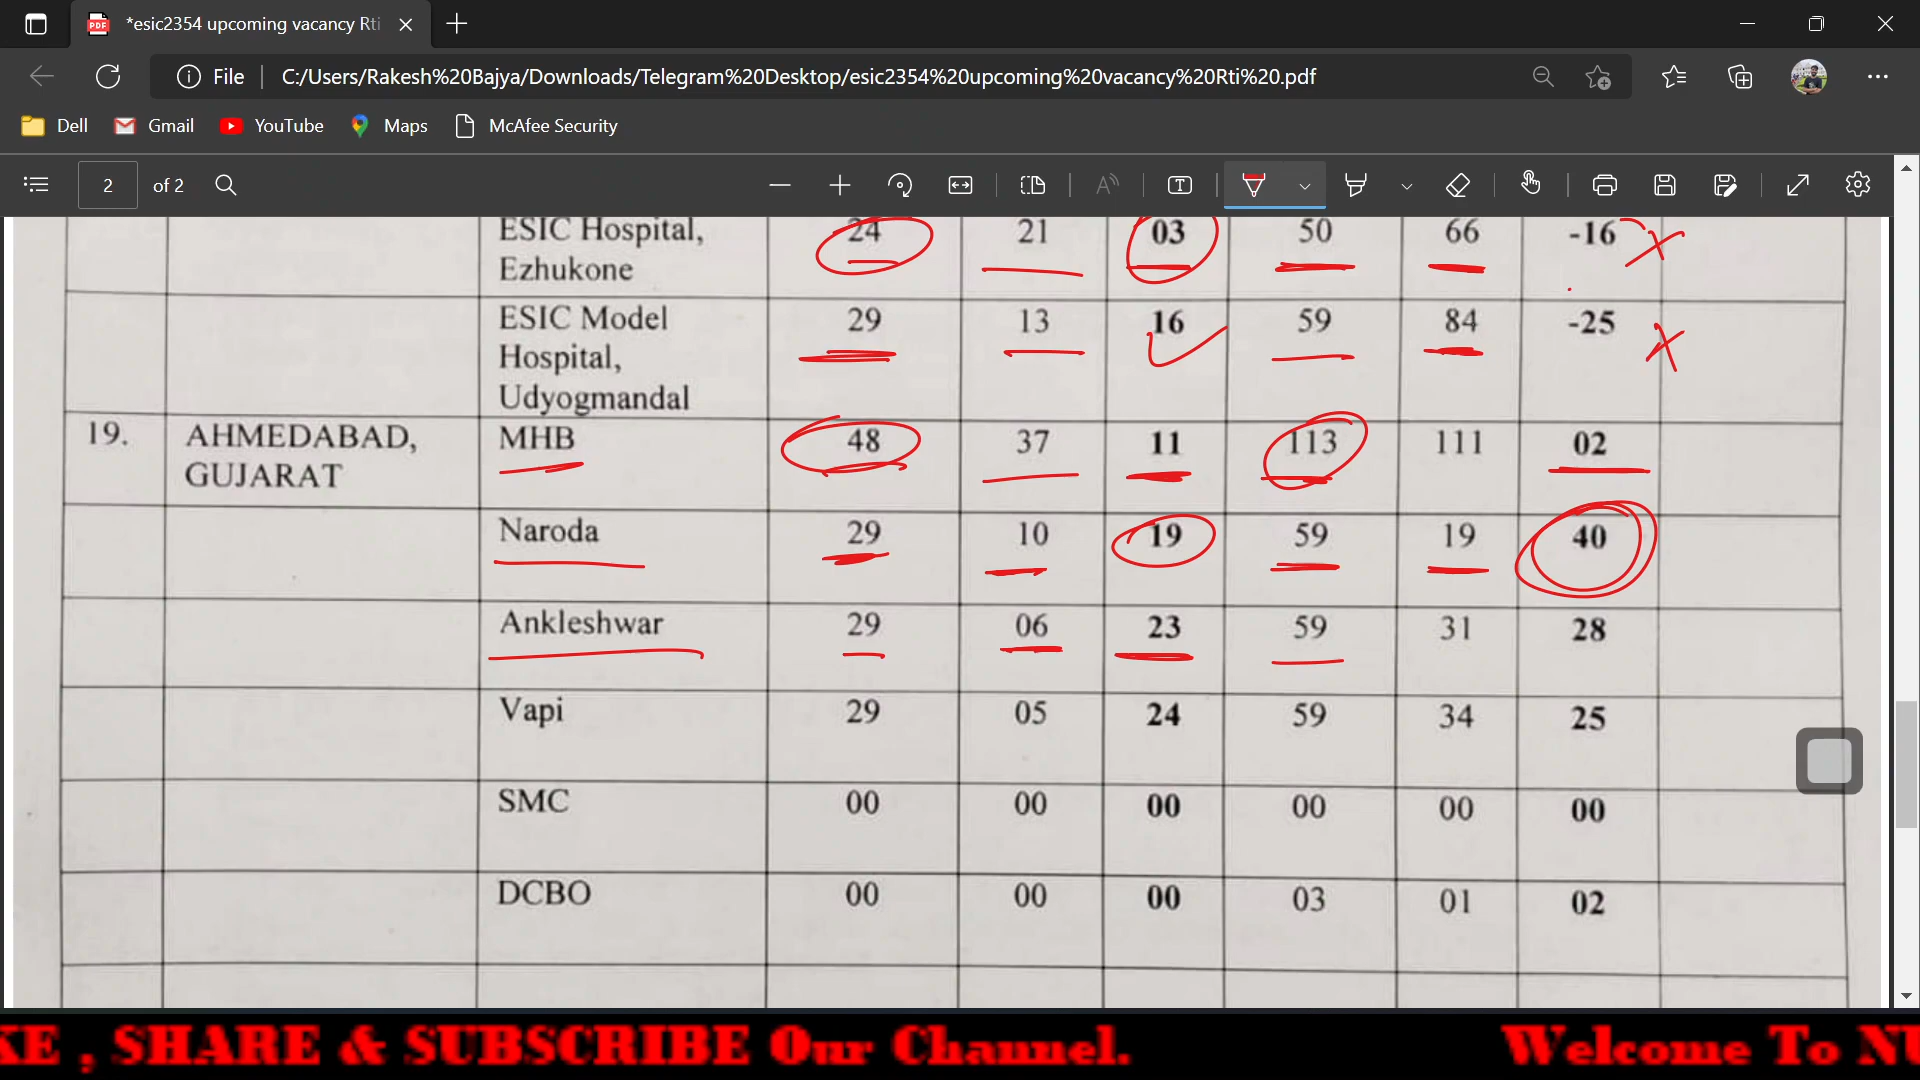 *esic2354 upcoming vacancy Rti
File C:/Users/Rakesh%20Bajya/Downloads/Telegram%20Desktop/esic2354%20upcoming%20vacancy%20Rti%20.pdf
Dell Gmail YouTube Maps McAfee Security
2 of 2
ESIC Hospital, 24 21 03 50 66 -16
Ezhukone
ESIC Model 29 13 16 59 84 -25
Hospital,
Udyogmandal
19. AHMEDABAD, MHB 48 37 11 113 111 02
GUJARAT
Naroda 29 10 19 59 19 40
Ankleshwar 29 06 23 59 31 28
Vapi 29 05 24 59 34 25
SMC 00 00 00 00 00 00
DCBO 00 00 00 03 01 02
KE , SHARE & SUBSCRIBE Our Channel. Welcome To NU